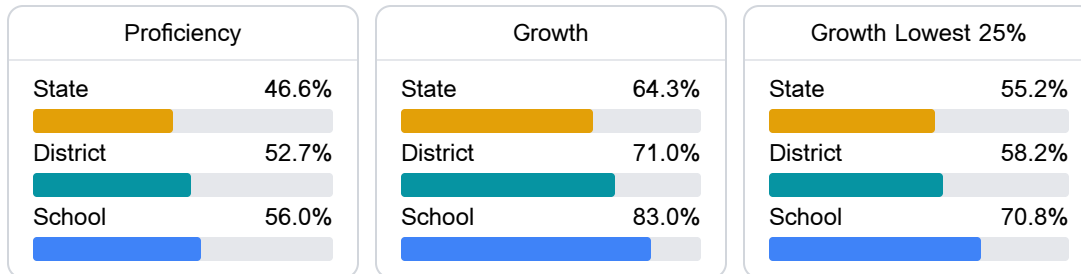 Proficiency
State 46.6%
District 52.7%
School 56.0%
Growth
State 64.3%
District 71.0%
School 83.0%
Growth Lowest 25%
State 55.2%
District 58.2%
School 70.8%